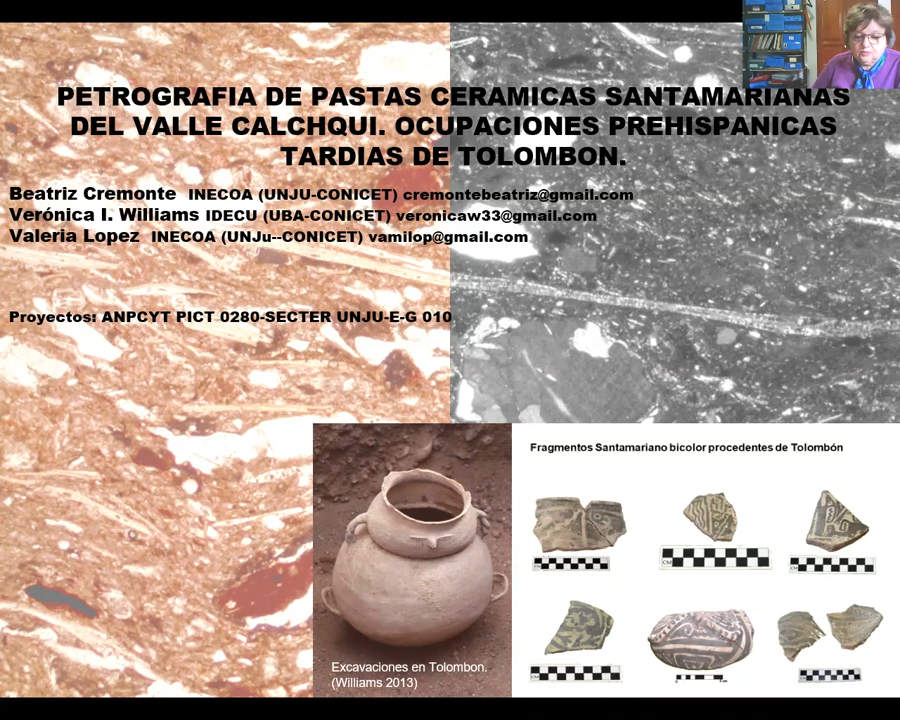 PETROGRAFIA DE PASTAS CERAMICAS SANTAMARIANAS
DEL VALLE CALCHQUI. OCUPACIONES PREHISPANICAS
TARDIAS DE TOLOMBON.
Beatriz Cremonte INECOA (UNJU-CONICET) cremontebeatriz@gmail.com
Verónica I. Williams IDECU (UBA-CONICET) veronicaw33@gmail.com
Valeria Lopez INECOA (UNJu--CONICET) vamilop@gmail.com
Proyectos: ANPCYT PICT 0280-SECTER UNJU-E-G 010
Fragmentos Santamariano bicolor procedentes de Tolombón
Excavaciones en Tolombon.
(Williams 2013)